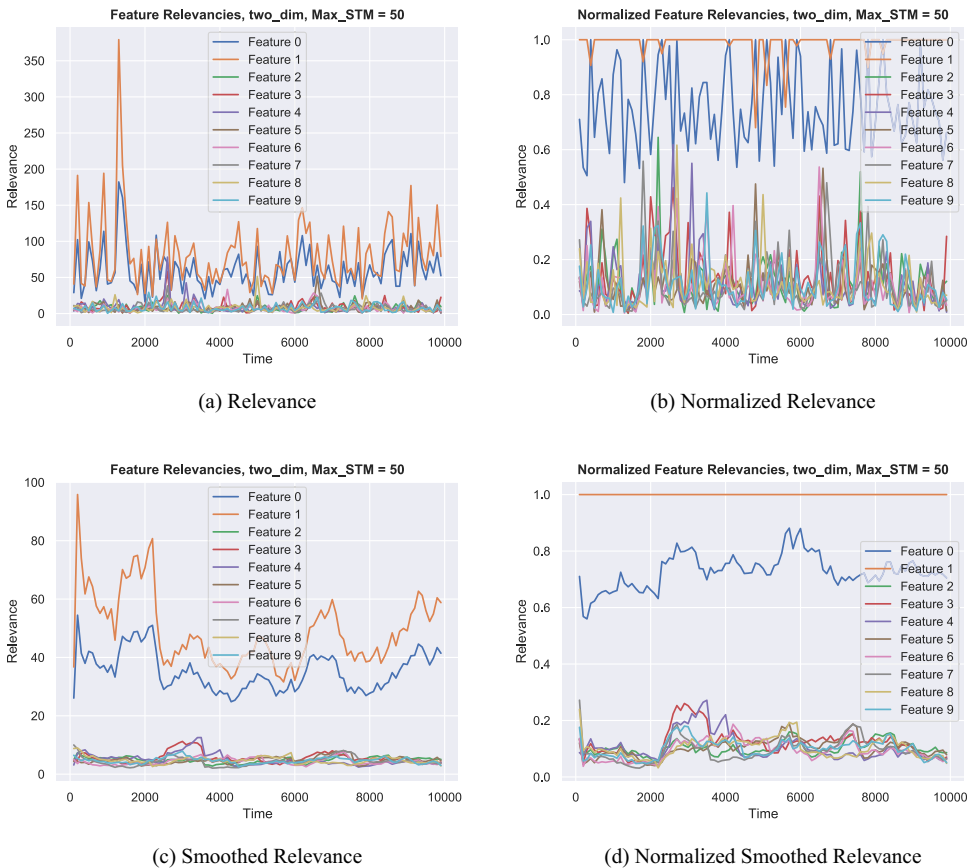 Feature Relevancies, two_dim, Max_STM = 50
350
300
250
200
150
100
50
0
Relevance
Feature 0
Feature 1
Feature 2
Feature 3
Feature 4
Feature 5
Feature 6
Feature 7
Feature 8
Feature 9
0 2000 4000 6000 8000 10000
Time
(a) Relevance
Normalized Feature Relevancies, two_dim, Max_STM = 50
1.0
0.8
0.6
0.4
0.2
0.0
Relevance
Feature 0
Feature 1
Feature 2
Feature 3
Feature 4
Feature 5
Feature 6
Feature 7
Feature 8
Feature 9
0 2000 4000 6000 8000 10000
Time
(b) Normalized Relevance
Feature Relevancies, two_dim, Max_STM = 50
100
80
60
40
20
0
Relevance
Feature 0
Feature 1
Feature 2
Feature 3
Feature 4
Feature 5
Feature 6
Feature 7
Feature 8
Feature 9
0 2000 4000 6000 8000 10000
Time
(c) Smoothed Relevance
Normalized Feature Relevancies, two_dim, Max_STM = 50
1.0
0.8
0.6
0.4
0.2
0.0
Relevance
Feature 0
Feature 1
Feature 2
Feature 3
Feature 4
Feature 5
Feature 6
Feature 7
Feature 8
Feature 9
0 2000 4000 6000 8000 10000
Time
(d) Normalized Smoothed Relevance